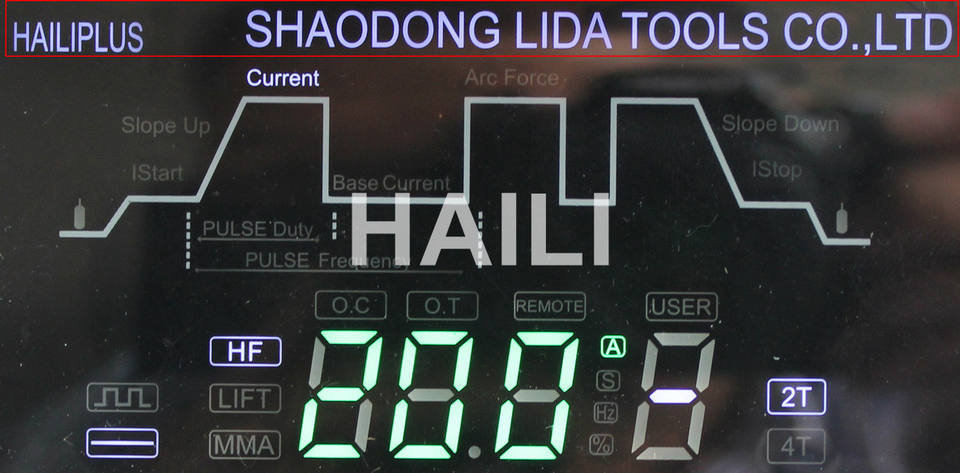 HAILIPLUS SHAODONG LIDA TOOLS CO.,LTD
Current Arc Force
Slope Up Slope Down
IStart IStop
Base Current
HAILI
PULSE Duty
PULSE Frequency
O.C O.T REMOTE USER
HF 200 A - 2T
S
LIFT Hz
MMA % 4T